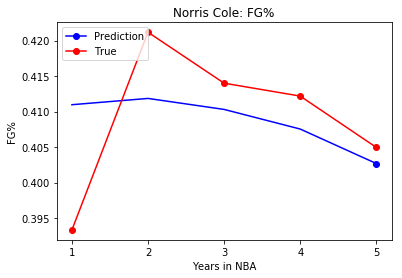 Norris Cole: FG%
Prediction
True
0.420
0.415
0.410
0.405
0.400
0.395
FG%
1 2 3 4 5
Years in NBA